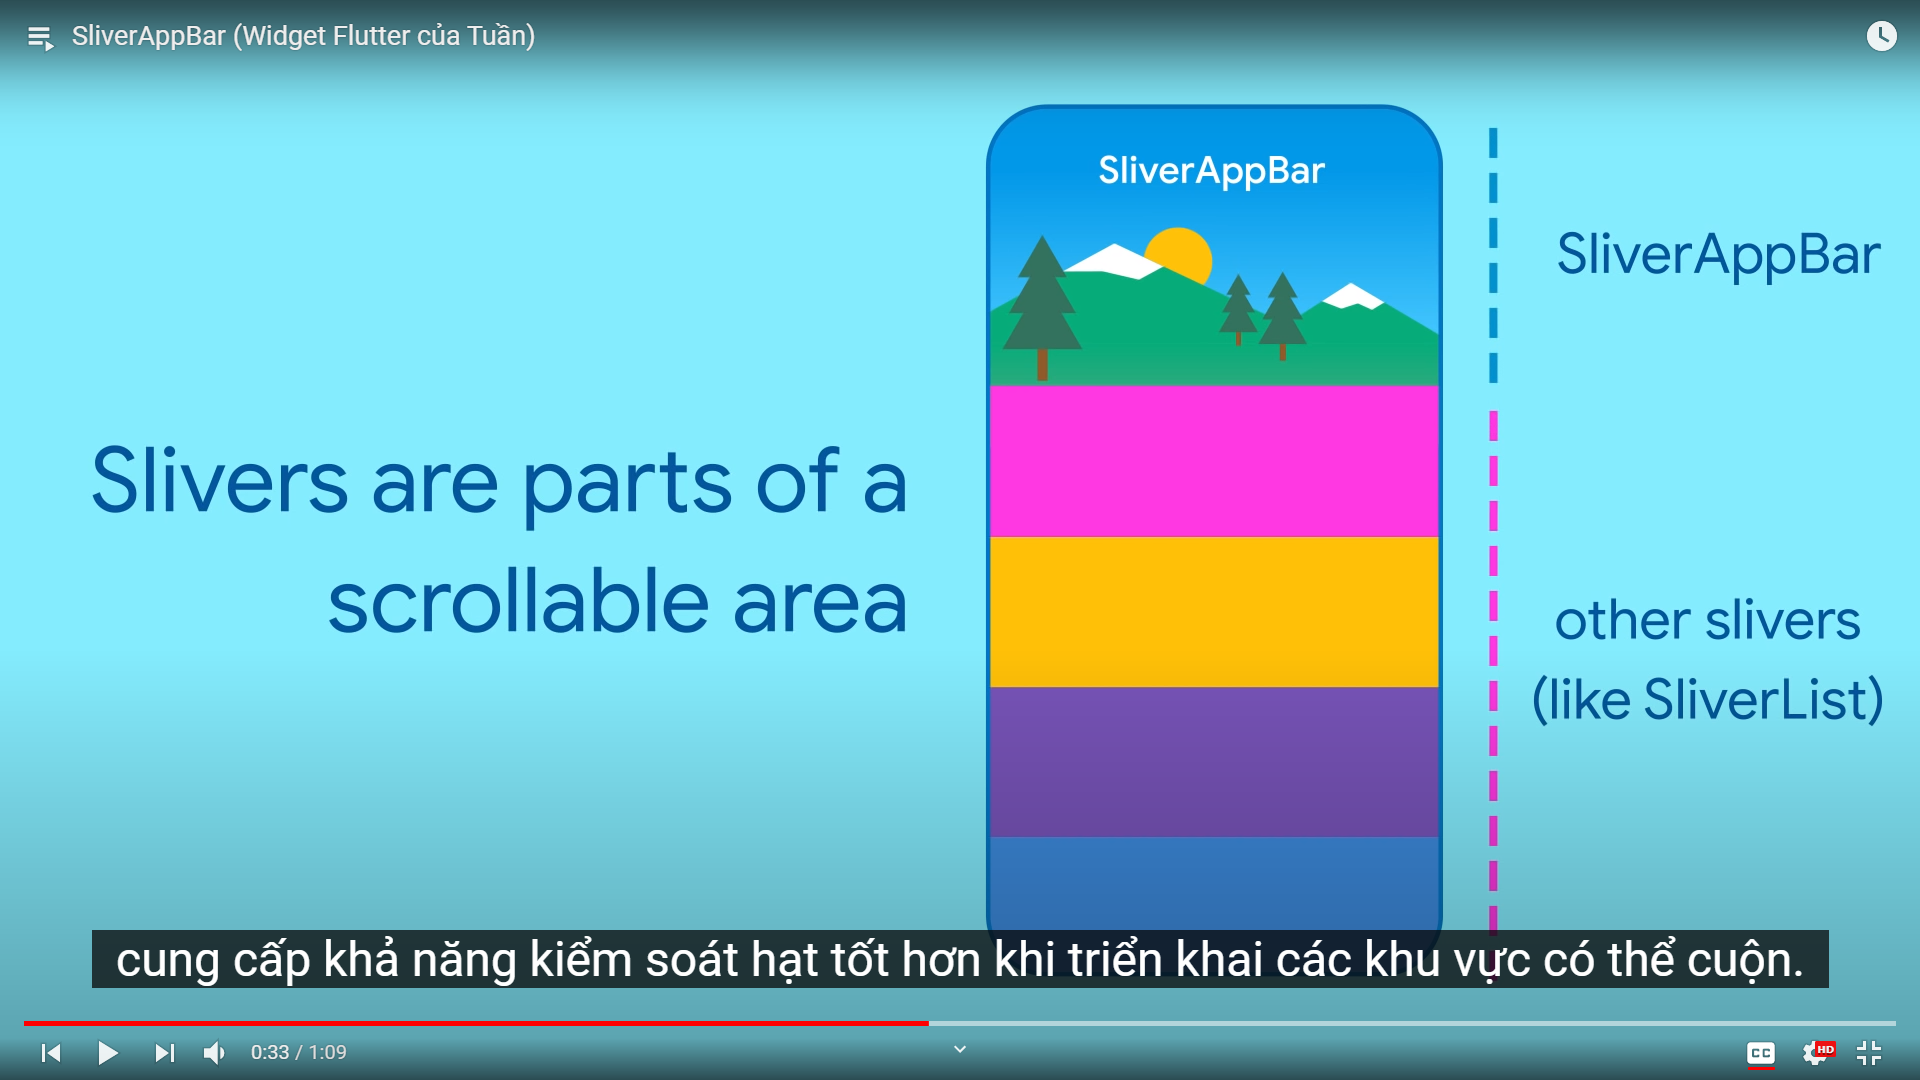 SliverAppBar (Widget Flutter của Tuần)
SliverAppBar
SliverAppBar
Slivers are parts of a
scrollable area
other slivers
(like SliverList)
cung cấp khả năng kiểm soát hạt tốt hơn khi triển khai các khu vực có thể cuộn.
0:33 / 1:09
CC
HD